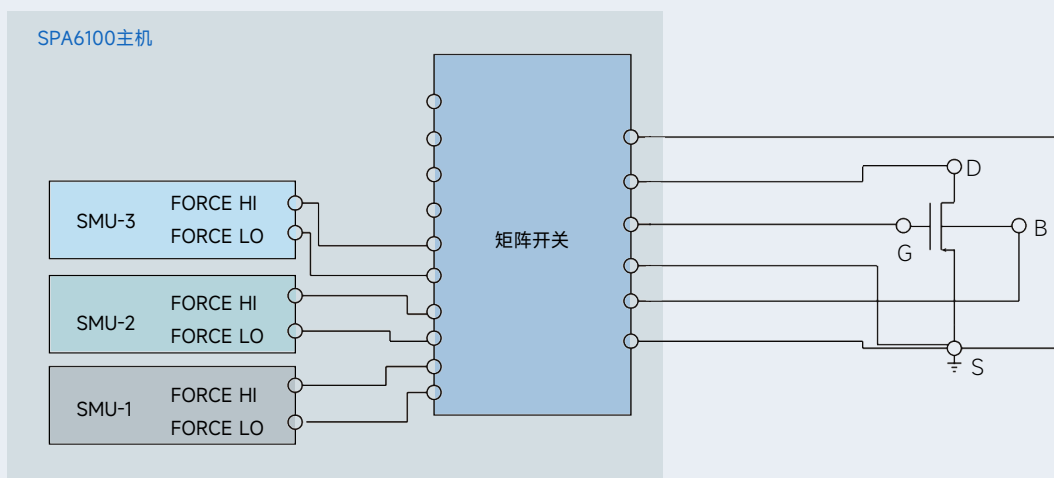 SPA6100主机
SMU-3
FORCE HI
FORCE LO
SMU-2
FORCE HI
FORCE LO
SMU-1
FORCE HI
FORCE LO
矩阵开关
D
G
B
S